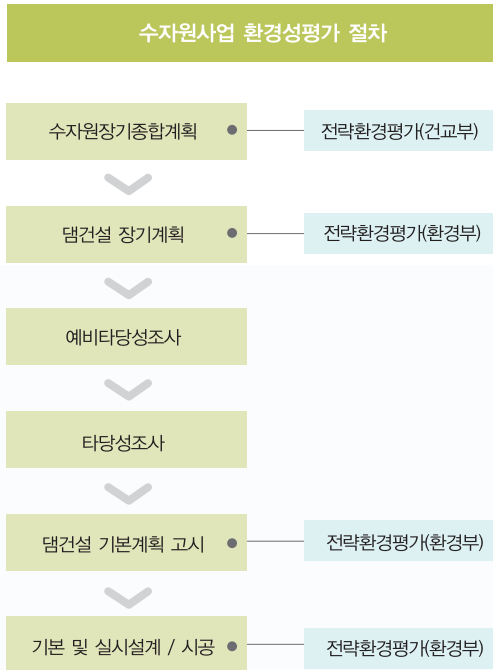 수자원사업 환경성평가 절차
수자원장기종합계획
전략환경평가(건교부)
댐건설 장기계획
전략환경평가(환경부)
예비타당성조사
타당성조사
댐건설 기본계획 고시
전략환경평가(환경부)
기본 및 실시설계 / 시공
전략환경평가(환경부)